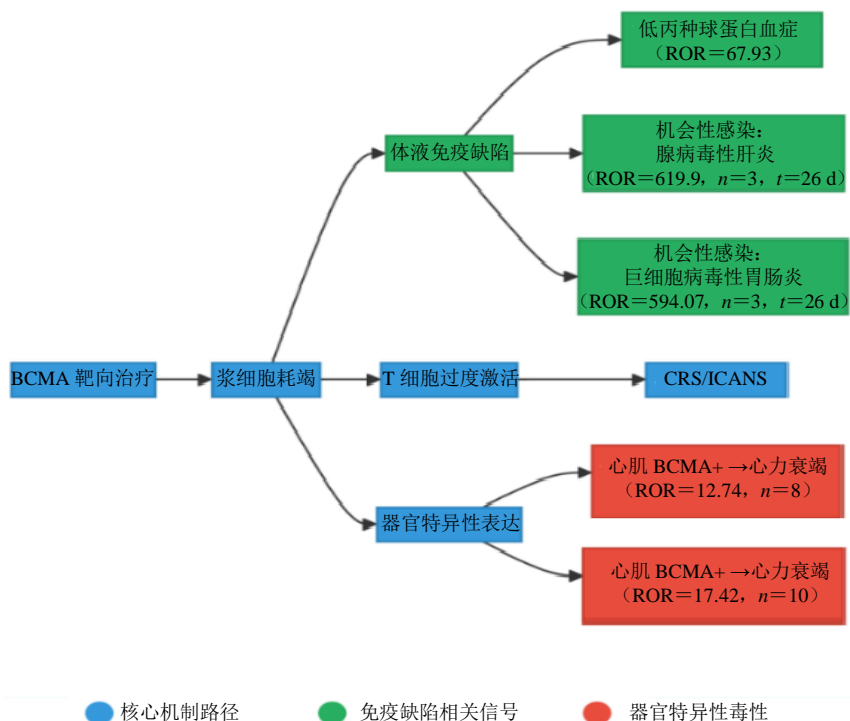 低丙种球蛋白血症
（ROR＝67.93）
体液免疫缺陷
机会性感染：
腺病毒性肝炎
（ROR＝619.9，n＝3，t＝26 d）
机会性感染：
巨细胞病毒性胃肠炎
（ROR＝594.07，n＝3，t＝26 d）
BCMA 靶向治疗
浆细胞耗竭
T 细胞过度激活
CRS/ICANS
心肌 BCMA+ →心力衰竭
（ROR＝12.74，n＝8）
器官特异性表达
心肌 BCMA+ →心力衰竭
（ROR＝17.42，n＝10）
核心机制路径
免疫缺陷相关信号
器官特异性毒性